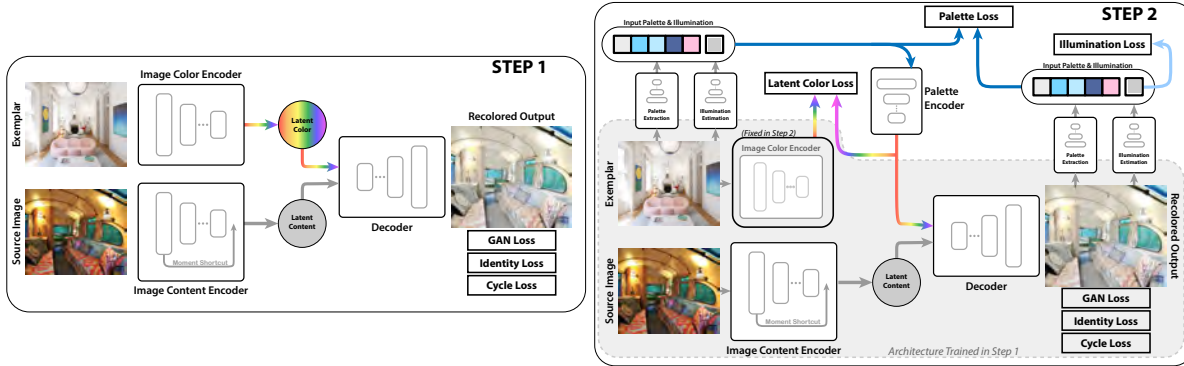 STEP 1
Image Color Encoder
Exemplar
Latent
Color
Recolored Output
Source Image
Moment Shortcut
Image Content Encoder
Latent
Content
Decoder
GAN Loss
Identity Loss
Cycle Loss
STEP 2
Input Palette & Illumination
Palette Loss
Illumination Loss
Input Palette & Illumination
Latent Color Loss
Palette
Encoder
Palette
Extraction
Illumination
Estimation
Palette
Extraction
Illumination
Estimation
(Fixed in Step 2)
Image Color Encoder
Exemplar
Source Image
Moment Shortcut
Image Content Encoder
Latent
Content
Decoder
Recolored Output
GAN Loss
Identity Loss
Cycle Loss
Architecture Trained in Step 1